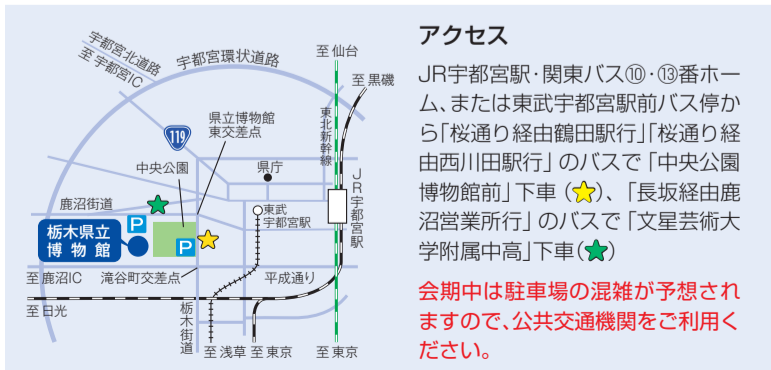 宇都宮北道路
至 宇都宮IC
宇都宮環状道路
至 仙台
至 黒磯
119
県立博物館
東交差点
東北新幹線
中央公園
県庁
JR宇都宮駅
鹿沼街道
P
東武
宇都宮駅
栃木県立
博物館
P
至 鹿沼IC
滝谷町交差点
平成通り
至 日光
栃木街道
至 浅草
至 東京
至 東京
アクセス
JR宇都宮駅・関東バス⑩・⑬番ホー
ム、または東武宇都宮駅前バス停か
ら「桜通り経由鶴田駅行」「桜通り経
由西川田駅行」のバスで「中央公園
博物館前」下車(★)、「長坂経由鹿
沼営業所行」のバスで「文星芸術大
学附属中高」下車(★)
会期中は駐車場の混雑が予想され
ますので、公共交通機関をご利用く
ださい。